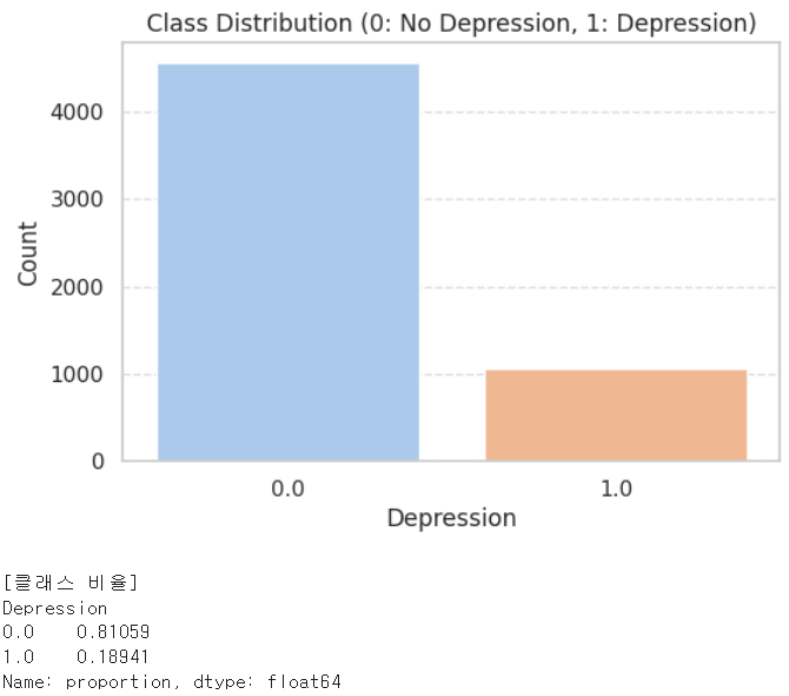 Class Distribution (0: No Depression, 1: Depression)
4000
3000
2000
1000
0
Count
0.0 1.0
Depression
[클래스 비율]
Depression
0.0    0.81059
1.0    0.18941
Name: proportion, dtype: float64